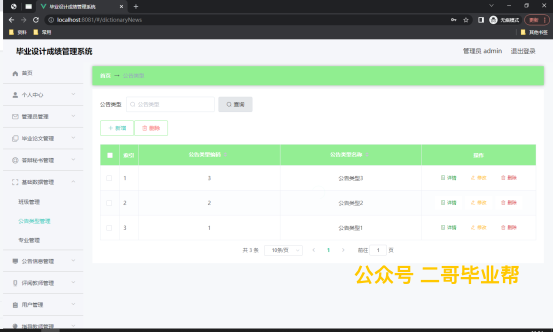 毕业设计成绩管理系统
localhost:8081/#/dictionaryNews
无痕模式
更新
资料
常用
其他书签
毕业设计成绩管理系统
管理员 admin
退出登录
首页
个人中心
管理员管理
毕业论文管理
答辩秘书管理
基础数据管理
班级管理
公告类型管理
专业管理
公告信息管理
评阅教师管理
用户管理
指导教师管理
首页
公告类型
公告类型
公告类型
查询
新增
删除
索引
公告类型编码
公告类型名称
操作
1
3
公告类型3
详情
修改
删除
2
2
公告类型2
详情
修改
删除
3
1
公告类型1
详情
修改
删除
共 3 条
10条/页
1
前往
1
页
公众号 二哥毕业帮